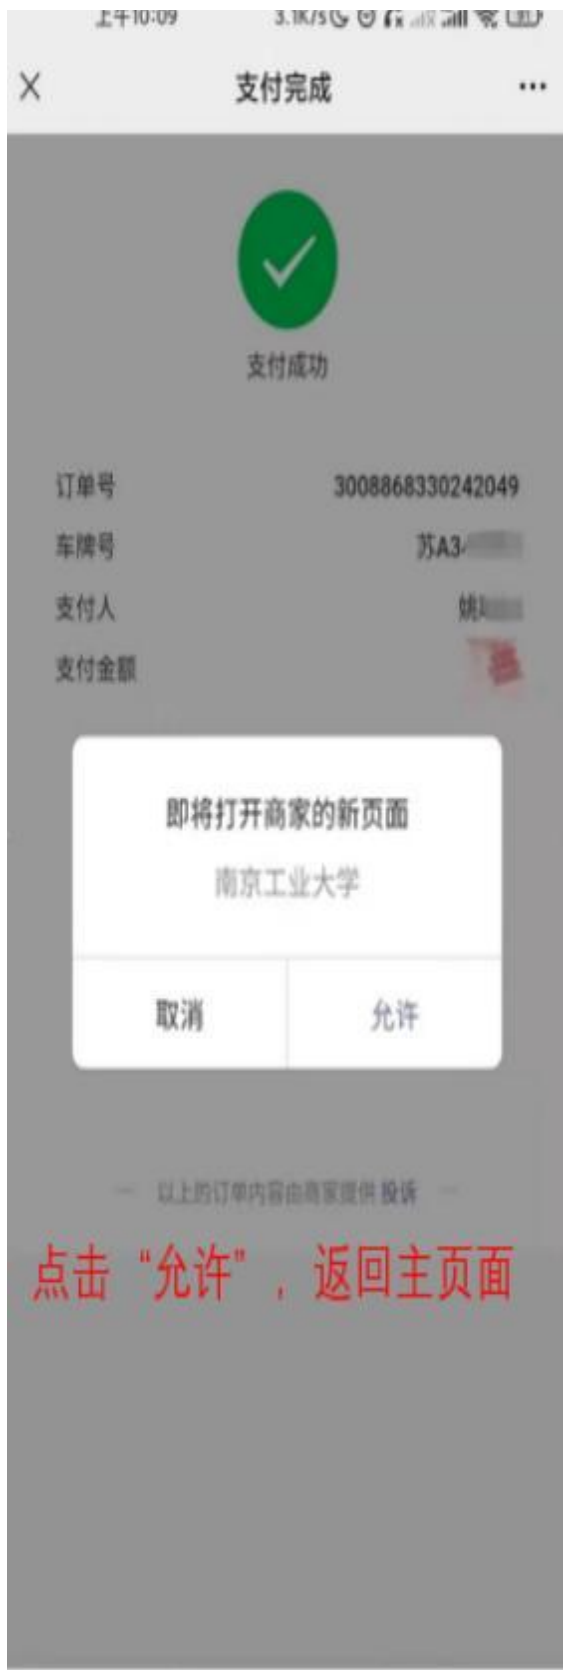 上午10:09 3.1K/s
支付完成
支付成功
订单号 3008868330242049
车牌号 苏A3
支付人 姚
支付金额
即将打开商家的新页面
南京工业大学
取消 允许
以上的订单内容由商家提供 投诉
点击“允许”，返回主页面